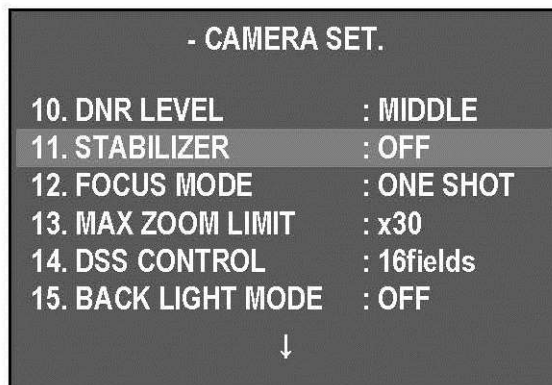 - CAMERA SET.
10. DNR LEVEL : MIDDLE
11. STABILIZER : OFF
12. FOCUS MODE : ONE SHOT
13. MAX ZOOM LIMIT : x30
14. DSS CONTROL : 16fields
15. BACK LIGHT MODE : OFF
↓